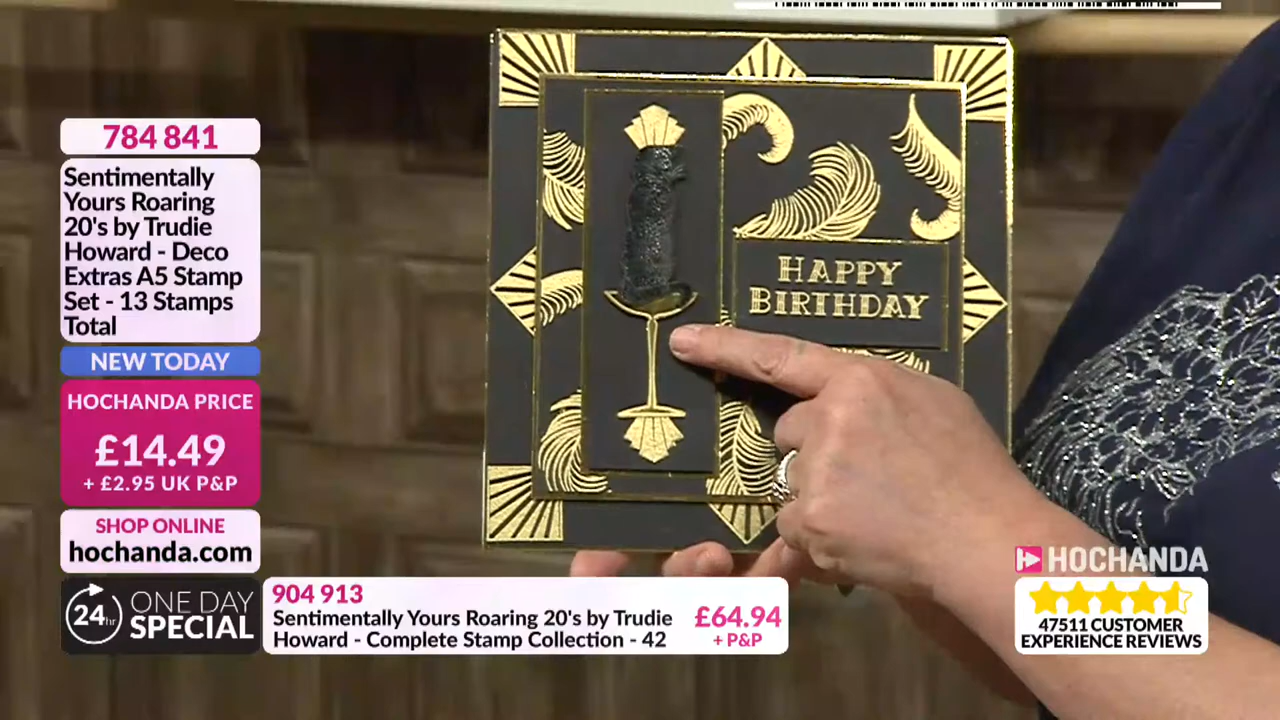 784 841
Sentimentally
Yours Roaring
20's by Trudie
Howard - Deco
Extras A5 Stamp
Set - 13 Stamps
Total
NEW TODAY
HOCHANDA PRICE
£14.49
+ £2.95 UK P&P
SHOP ONLINE
hochanda.com
24hr
ONE DAY
SPECIAL
904 913
Sentimentally Yours Roaring 20's by Trudie
Howard - Complete Stamp Collection - 42
£64.94
+ P&P
HAPPY
BIRTHDAY
HOCHANDA
47511 CUSTOMER
EXPERIENCE REVIEWS